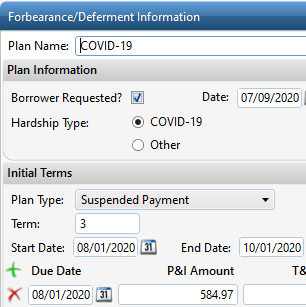 Forbearance/Deferment Information
Plan Name: COVID-19
Plan Information
Borrower Requested? Date: 07/09/2020
Hardship Type: COVID-19
Other
Initial Terms
Plan Type: Suspended Payment
Term: 3
Start Date: 08/01/2020 31 End Date: 10/01/2020
Due Date P&I Amount T&
08/01/2020 31 584.97